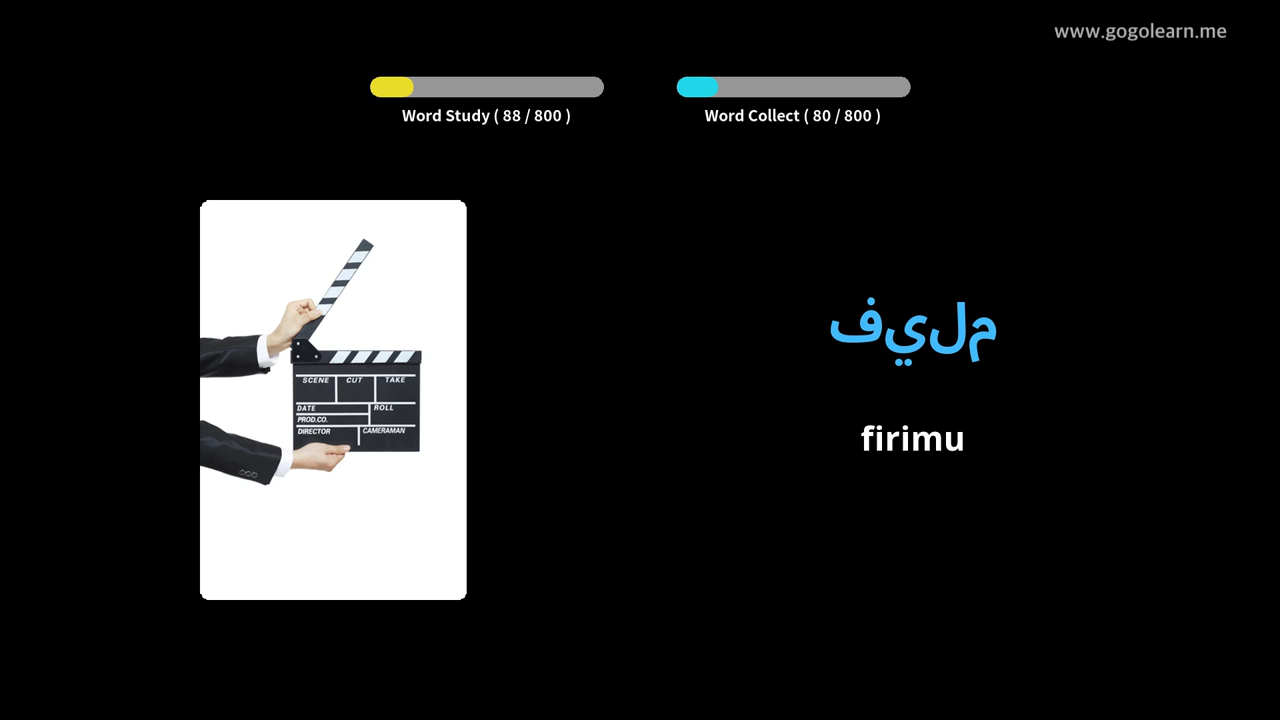 www.gogolearn.me
Word Study ( 88 / 800 )
Word Collect ( 80 / 800 )
SCENE CUT TAKE
DATE ROLL
PROD.CO.
DIRECTOR CAMERAMAN
مليف
firimu